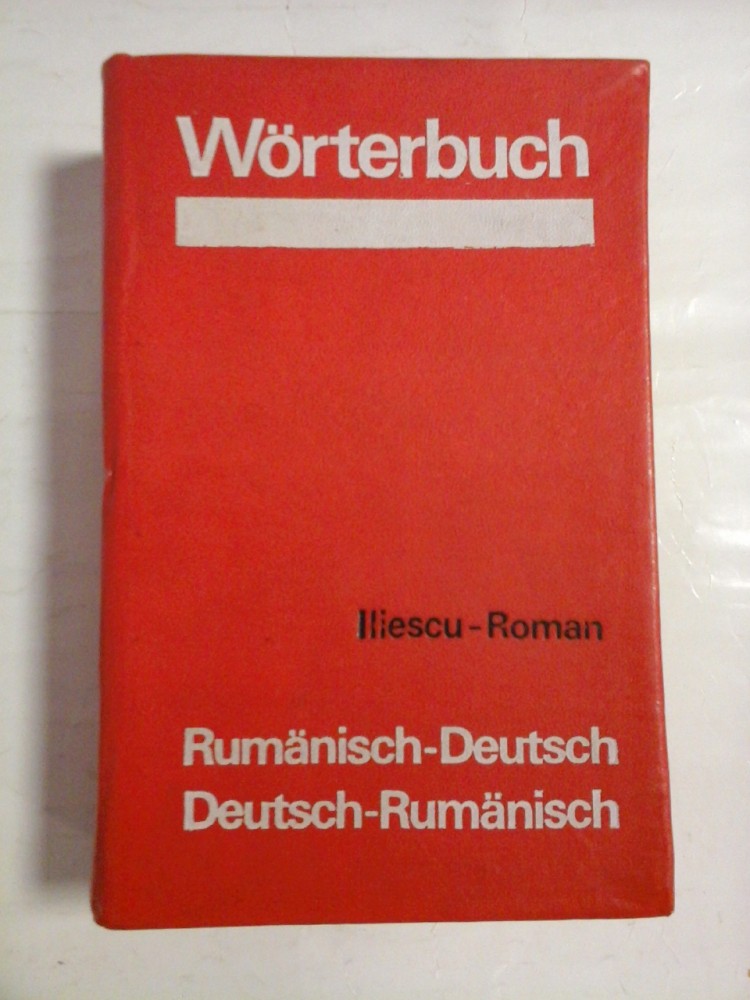 Wörterbuch
Iliescu-Roman
Rumänisch-Deutsch
Deutsch-Rumänisch